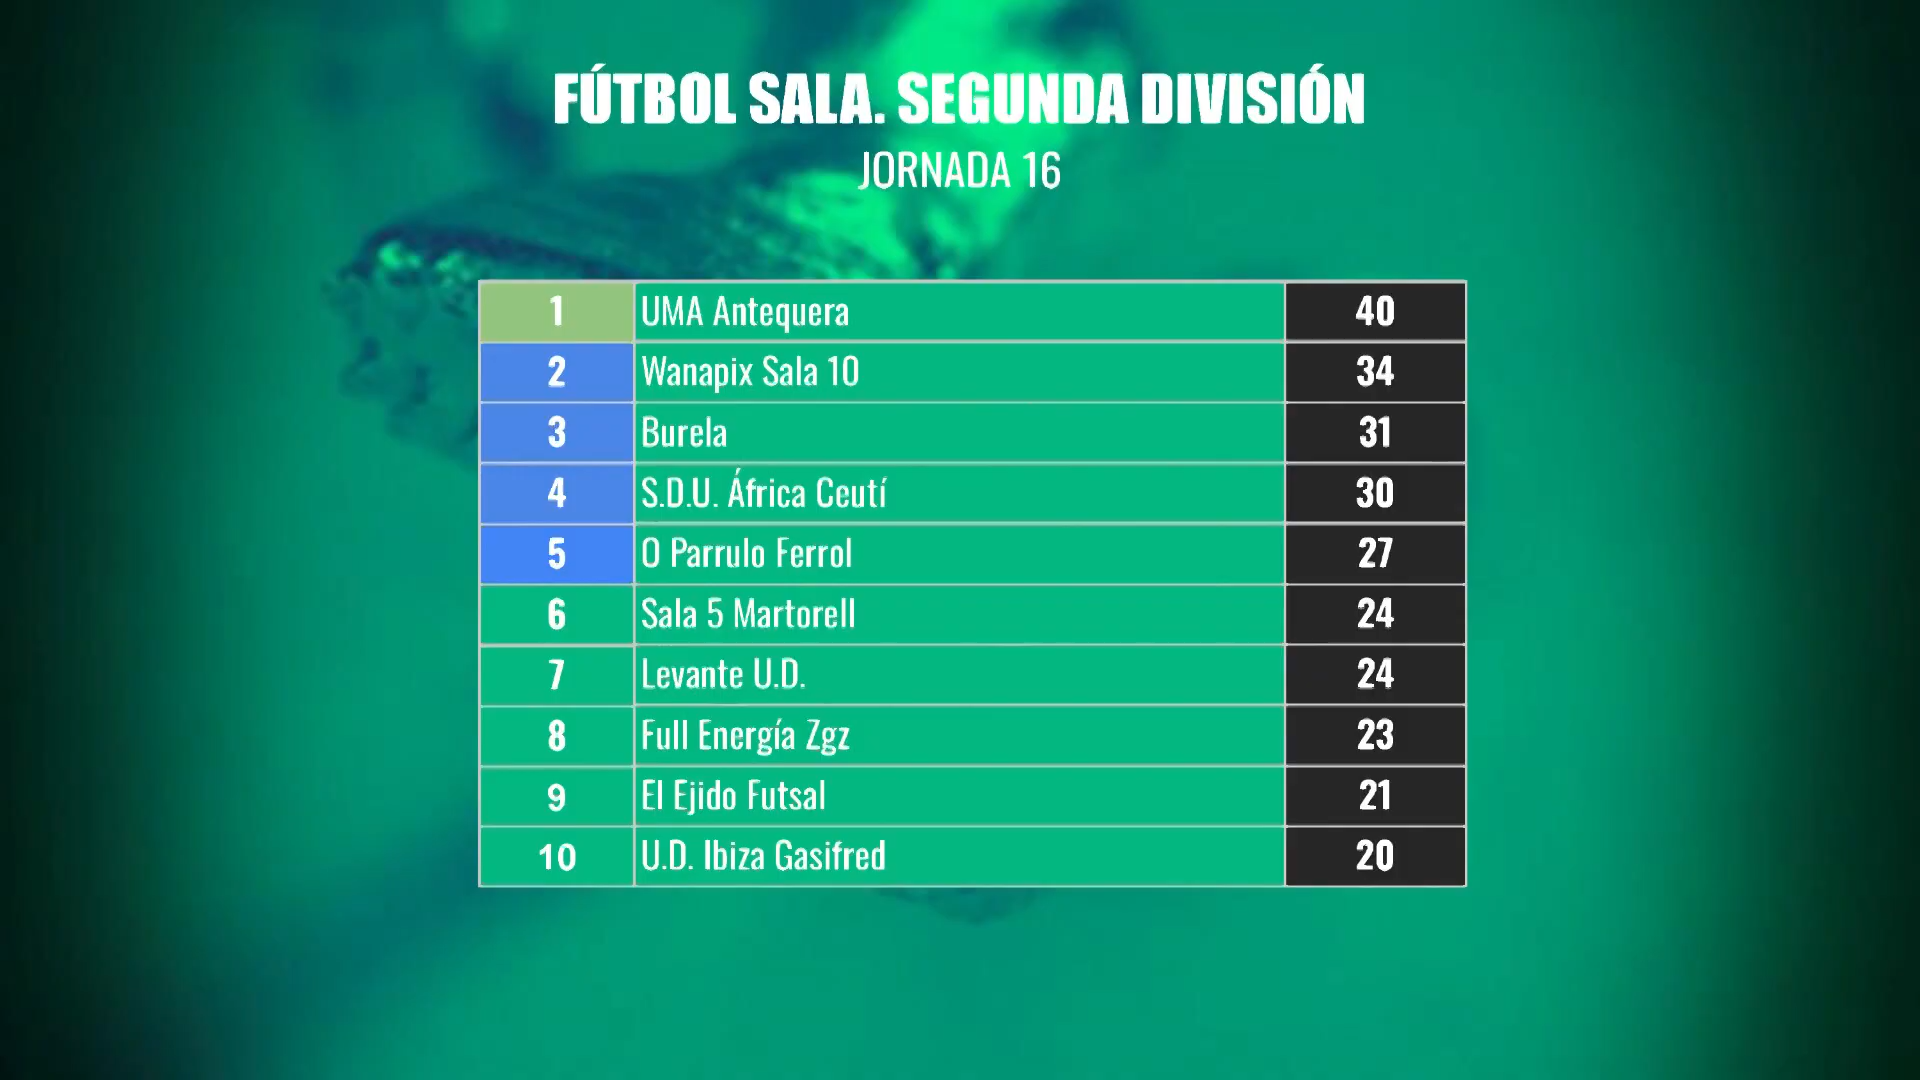 FÚTBOL SALA. SEGUNDA DIVISIÓN
JORNADA 16
1 UMA Antequera 40
2 Wanapix Sala 10 34
3 Burela 31
4 S.D.U. África Ceutí 30
5 O Parrulo Ferrol 27
6 Sala 5 Martorell 24
7 Levante U.D. 24
8 Full Energía Zgz 23
9 El Ejido Futsal 21
10 U.D. Ibiza Gasifred 20